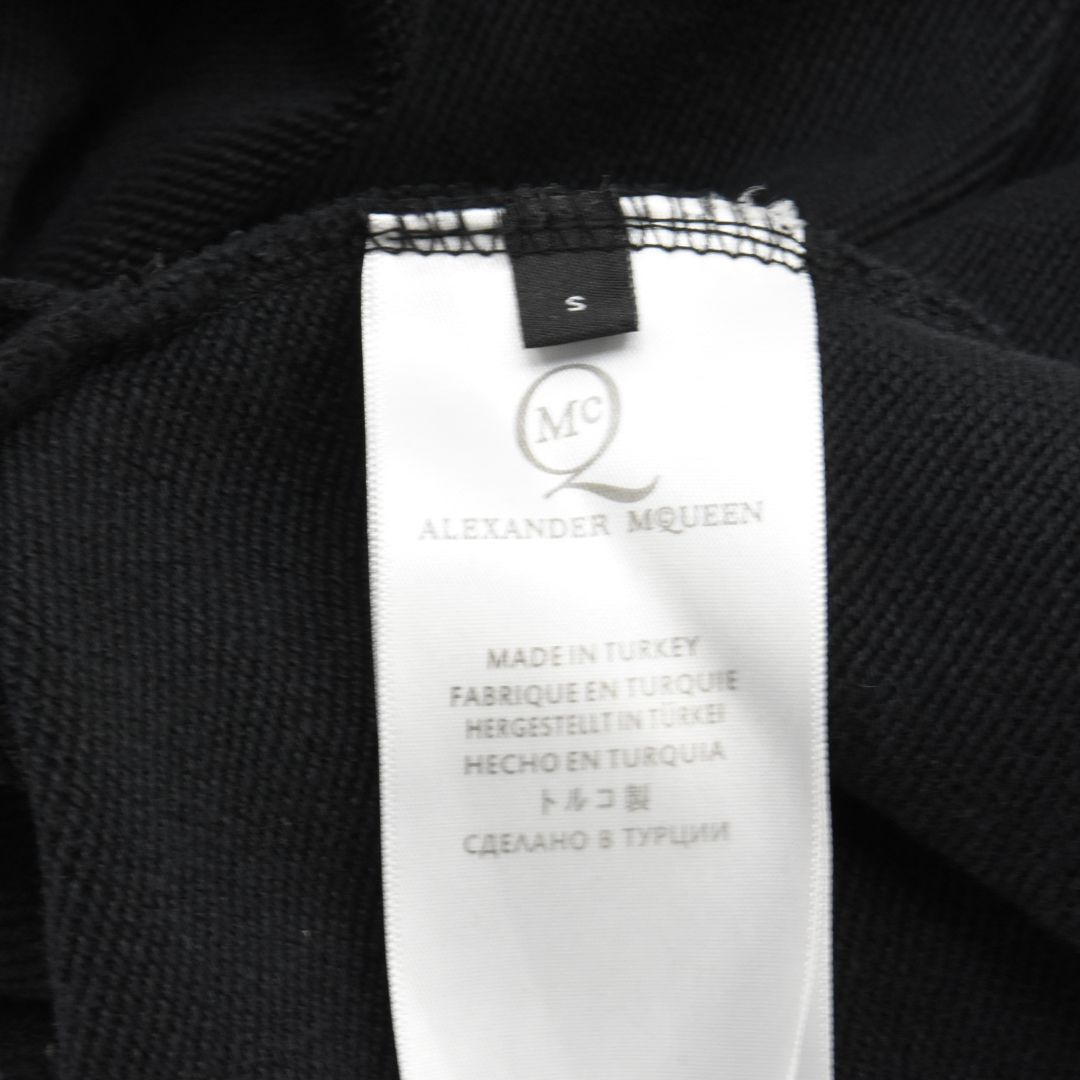 S
McQ
ALEXANDER MQUEEN
MADE IN TURKEY
FABRIQUE EN TURQUIE
HERGESTELLT IN TÜRKEI
HECHO EN TURQUIA
トルコ製
СДЕЛАНО В ТУРЦИИ